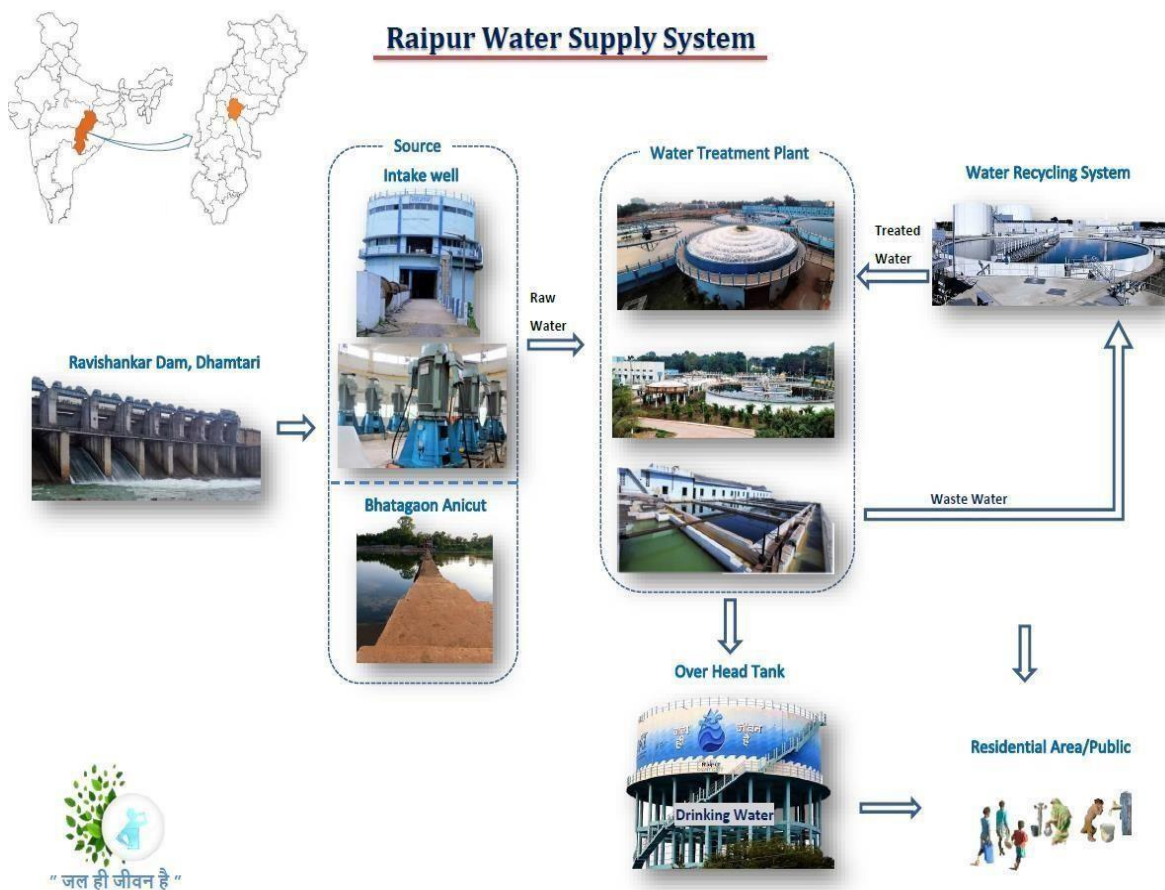 Raipur Water Supply System
Source
Intake well
Water Treatment Plant
Water Recycling System
Treated
Water
Raw
Water
Ravishankar Dam, Dhamtari
Bhatagaon Anicut
Waste Water
Over Head Tank
जल ही
जीवन है
Raipur
Drinking Water
Residential Area/Public
" जल ही जीवन है "